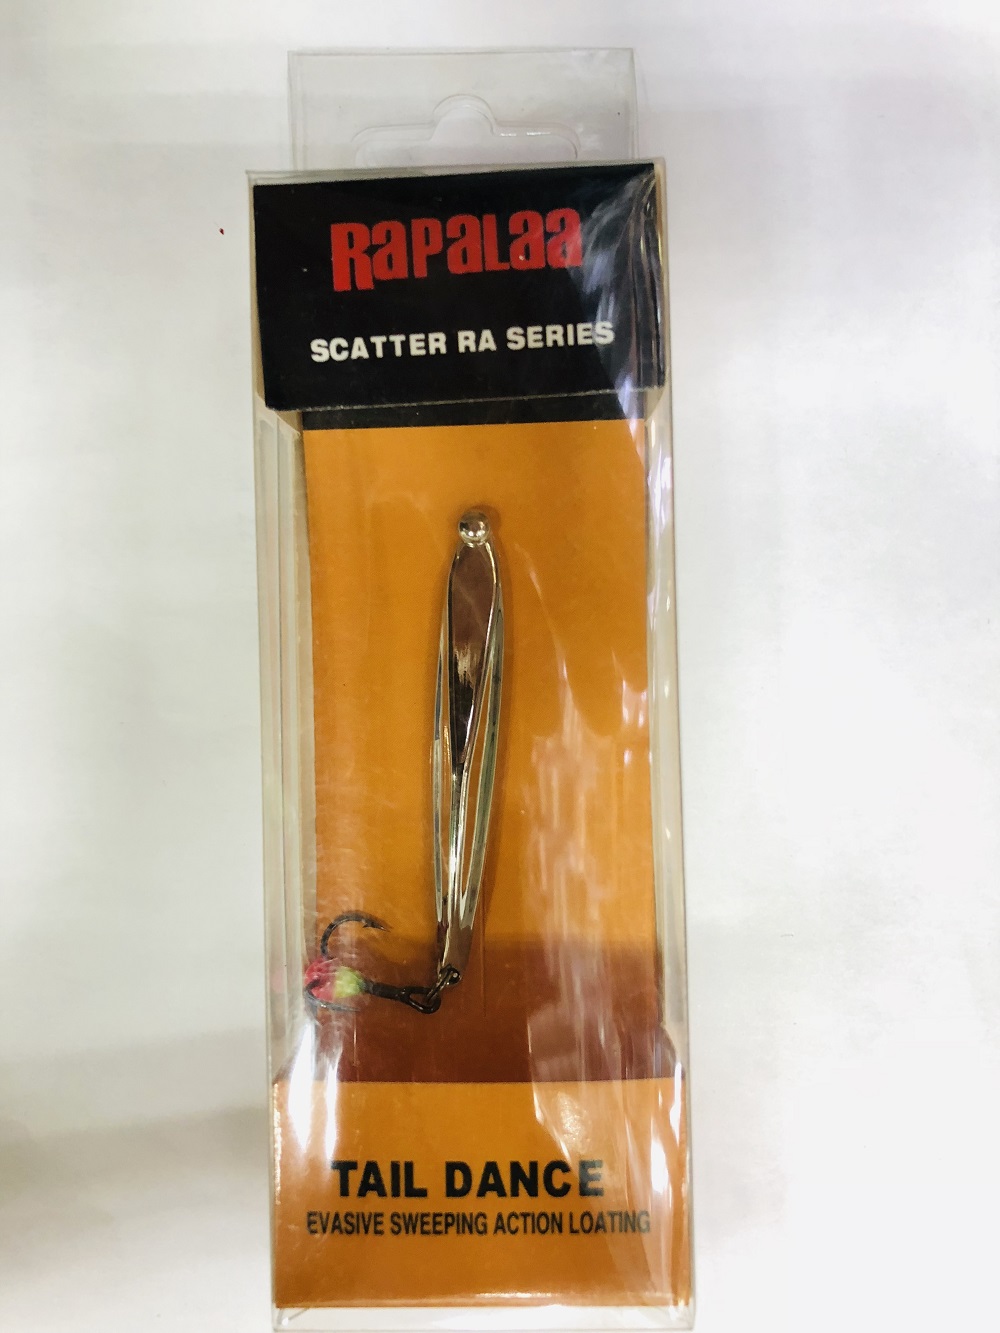 RaPaLaa
SCATTER RA SERIES
TAIL DANCE
EVASIVE SWEEPING ACTION LOATING